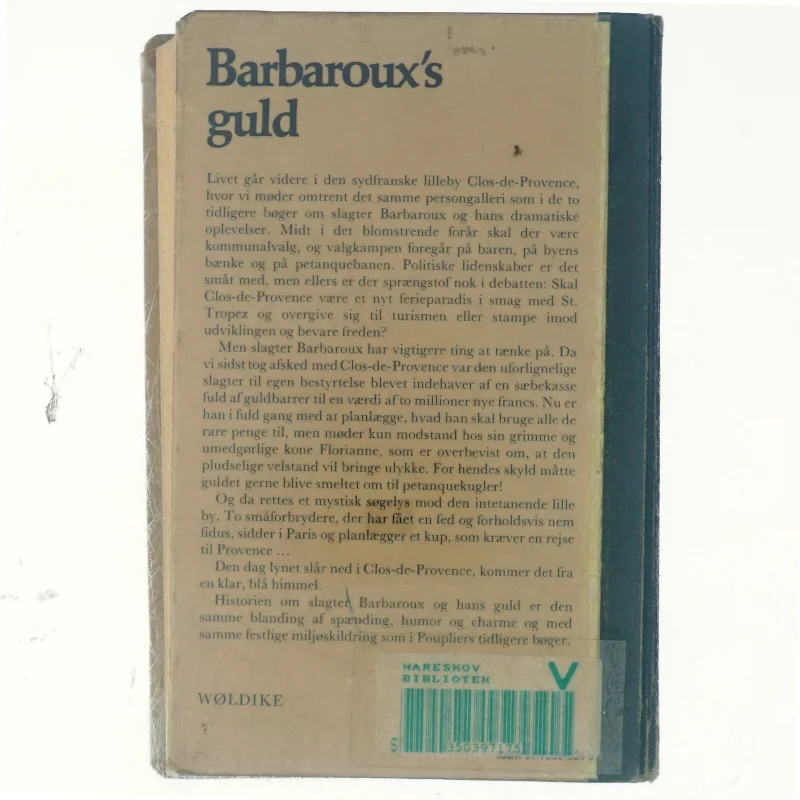 Barbaroux's
guld
Livet går videre i den sydfranske lilleby Clos-de-Provence,
hvor vi møder omtrent det samme persongalleri som i de to
tidligere bøger om slagter Barbaroux og hans dramatiske
oplevelser. Midt i det blomstrende forår skal der være
kommunalvalg, og valgkampen foregår på baren, på byens
bænke og på petanquebanen. Politiske lidenskaber er det
småt med, men ellers er der sprængstof nok i debatten: Skal
Clos-de-Provence være et nyt ferieparadis i smag med St.
Tropez og overgive sig til turismen eller stampe imod
udviklingen og bevare freden?
Men slagter Barbaroux har vigtigere ting at tænke på. Da
vi sidst tog afsked med Clos-de-Provence var den uforlignelige
slagter til egen bestyrtelse blevet indehaver af en sæbekasse
fuld af guldbarrer til en værdi af to millioner nye francs. Nu er
han i fuld gang med at planlægge, hvad han skal bruge alle de
rare penge til, men møder kun modstand hos sin grimme og
umedgørlige kone Florianne, som er overbevist om, at den
pludselige velstand vil bringe ulykke. For hendes skyld måtte
guldet gerne blive smeltet om til petanquekugler!
Og da rettes et mystisk søgelys mod den intetanende lille
by. To småforbrydere, der har fået en fed og forholdsvis nem
fidus, sidder i Paris og planlægger et kup, som kræver en rejse
til Provence ...
Den dag lynet slår ned i Clos-de-Provence, kommer det fra
en klar, blå himmel.
Historien om slagter Barbaroux og hans guld er den
samme blanding af spænding, humor og charme og med
samme festlige miljøskildring som i Poupliers tidligere bøger.
HARESKOV
BIBLIOTEK
V
WØLDIKE
S
350397175